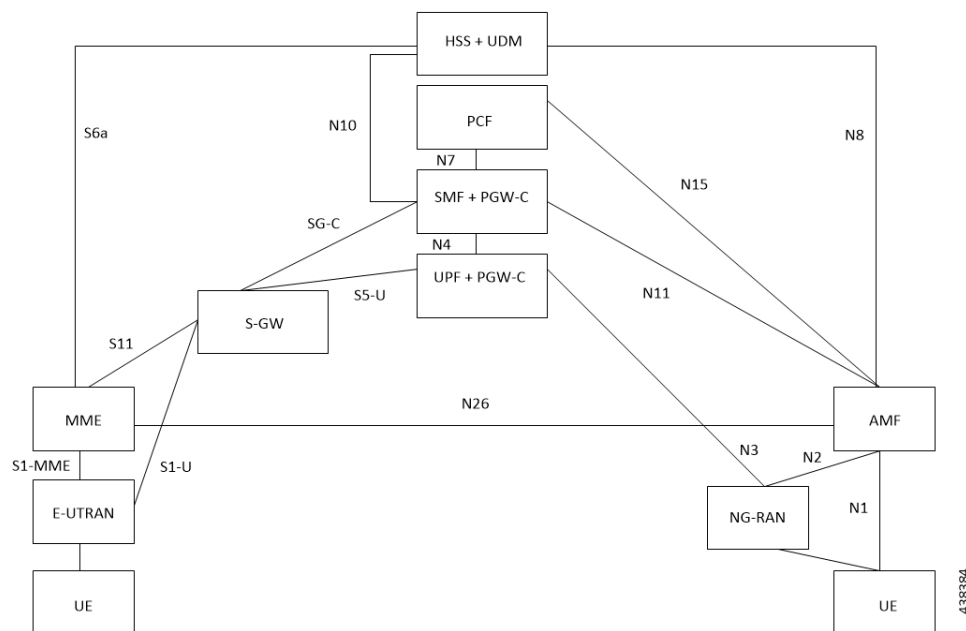 HSS + UDM
S6a
N10
PCF
N8
N7
N15
SMF + PGW-C
SG-C
N4
UPF + PGW-C
S5-U
N11
S-GW
S11
MME
N26
AMF
S1-MME
S1-U
N3
N2
E-UTRAN
NG-RAN
N1
UE
UE
438384